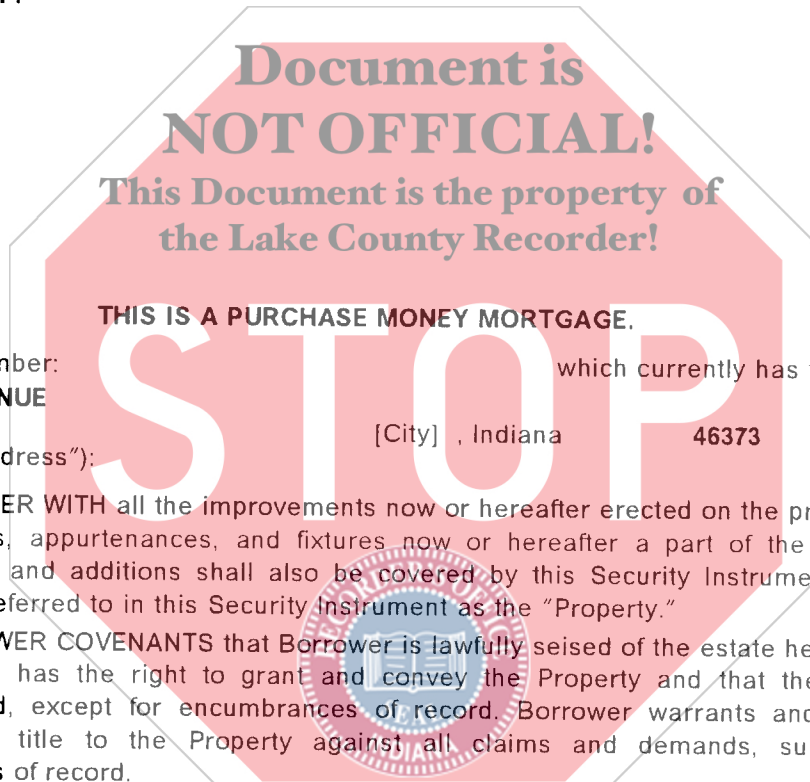 Document is
NOT OFFICIAL!
This Document is the property of
the Lake County Recorder!
STOP
THIS IS A PURCHASE MONEY MORTGAGE.
nber: which currently has
NUE
[City] , Indiana 46373
dress"):
ER WITH all the improvements now or hereafter erected on the pr
s, appurtenances, and fixtures now or hereafter a part of the
and additions shall also be covered by this Security Instrume
eferred to in this Security Instrument as the "Property."
WER COVENANTS that Borrower is lawfully seised of the estate he
has the right to grant and convey the Property and that the
d, except for encumbrances of record. Borrower warrants and
title to the Property against all claims and demands, su
s of record.
INDIANA